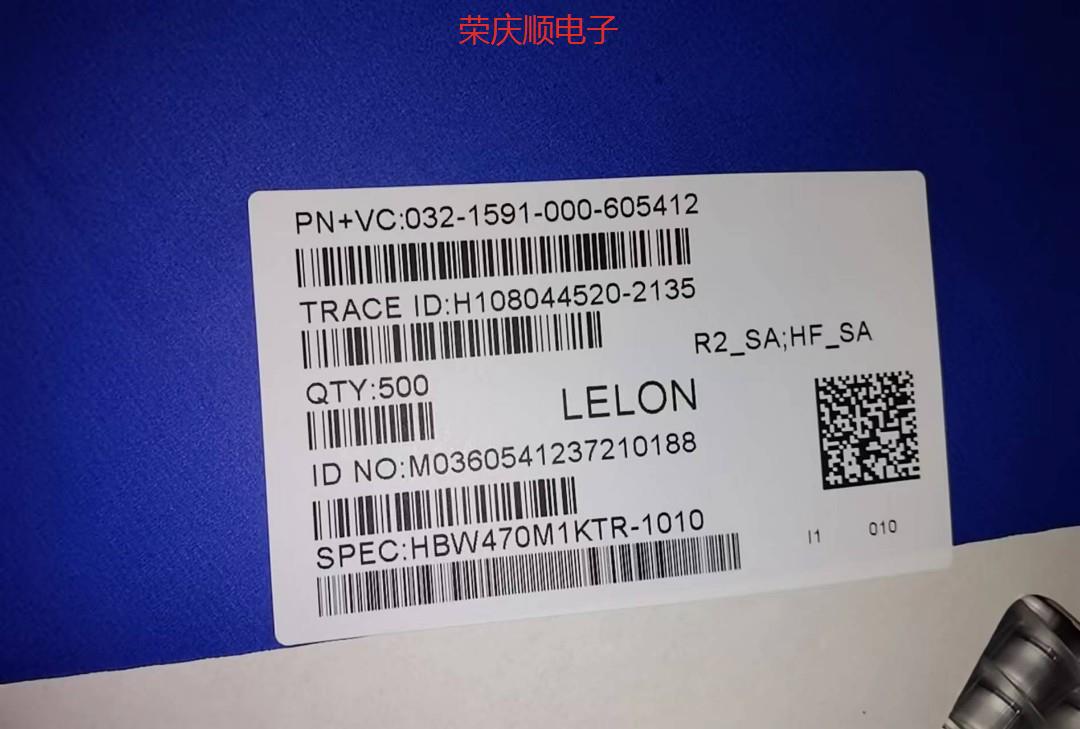 荣庆顺电子
PN+VC:032-1591-000-605412
TRACE ID:H108044520-2135
R2_SA;HF_SA
QTY:500
LELON
ID NO:M0360541237210188
SPEC:HBW470M1KTR-1010
I1 010